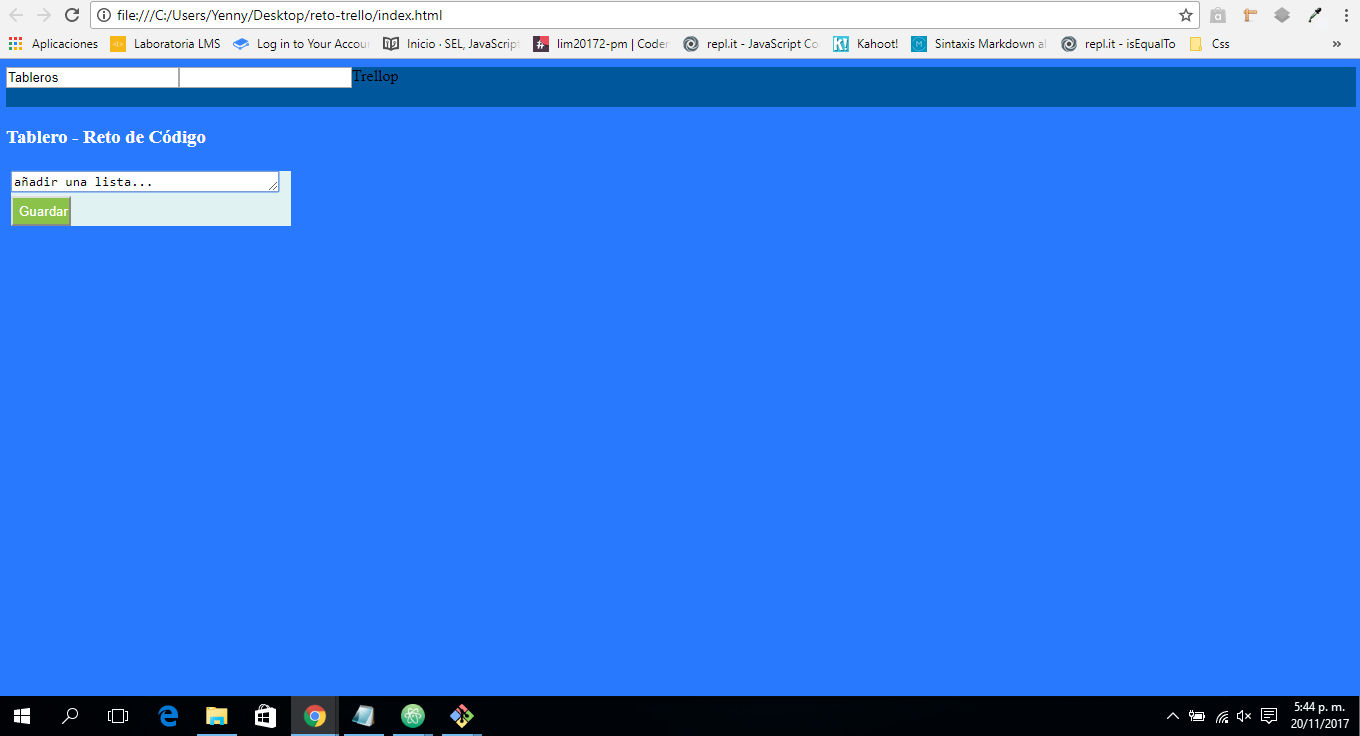 file:///C:/Users/Yenny/Desktop/reto-trello/index.html
Aplicaciones Laboratoria LMS Log in to Your Accou Inicio · SEL, JavaScript lim20172-pm | Coder repl.it - JavaScript Co Kahoot! Sintaxis Markdown al repl.it - isEqualTo Css »
Tableros Trellop
Tablero - Reto de Código
añadir una lista...
Guardar
5:44 p. m.
20/11/2017